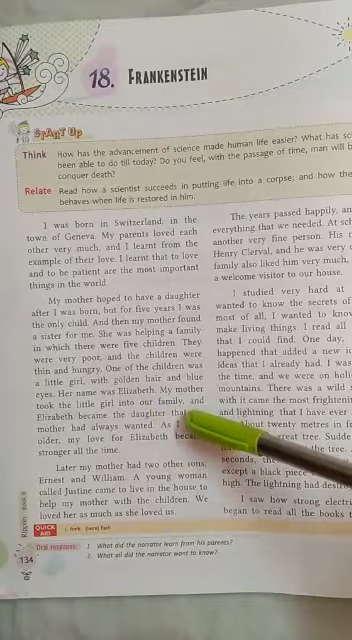 18. FRANKENSTEIN
START UP
Think How has the advancement of science made human life easier? What has
been able to do till today? Do you feel, with the passage of time, man will
conquer death?
Relate Read how a scientist succeeds in putting life into a corpse; and how the
behaves when life is restored in him.
I was born in Switzerland, in the
town of Geneva. My parents loved each
other very much, and I learnt from the
example of their love. I learnt that to love
and to be patient are the most important
things in the world.
My mother hoped to have a daughter
after I was born, but for five years I was
the only child. And then my mother found
a sister for me. She was helping a family
in which there were five children. They
were very poor, and the children were
thin and hungry. One of the children was
a little girl, with golden hair and blue
eyes. Her name was Elizabeth. My mother
took the little girl into our family, and
Elizabeth became the daughter that
mother had always wanted. As I
older, my love for Elizabeth
stronger all the time.
Later my mother had two other sons,
Ernest and William. A young woman
called Justine came to live in the house to
help my mother with the children. We
loved her as much as she loved us.
The years passed happily,
everything that we needed. At
another very fine person. His
Henry Clerval, and he was very
family also liked him very much,
a welcome visitor to our house.
I studied very hard at
wanted to know the secrets of
most of all, I wanted to
make living things. I read all
that I could find. One day,
happened that added a new
ideas that I already had. I was
the time, and we were on
mountains. There was a wild
with it came the most
and lightning that I have ever
About twenty metres in
great tree.
the tree.
seconds, the
except a black piece
high. The lightning had
I saw how strong
began to read all the books
QUICK AID
Oral response: 1. What did the narrator learn from his parents?
2. What all did the narrator want to know?
134